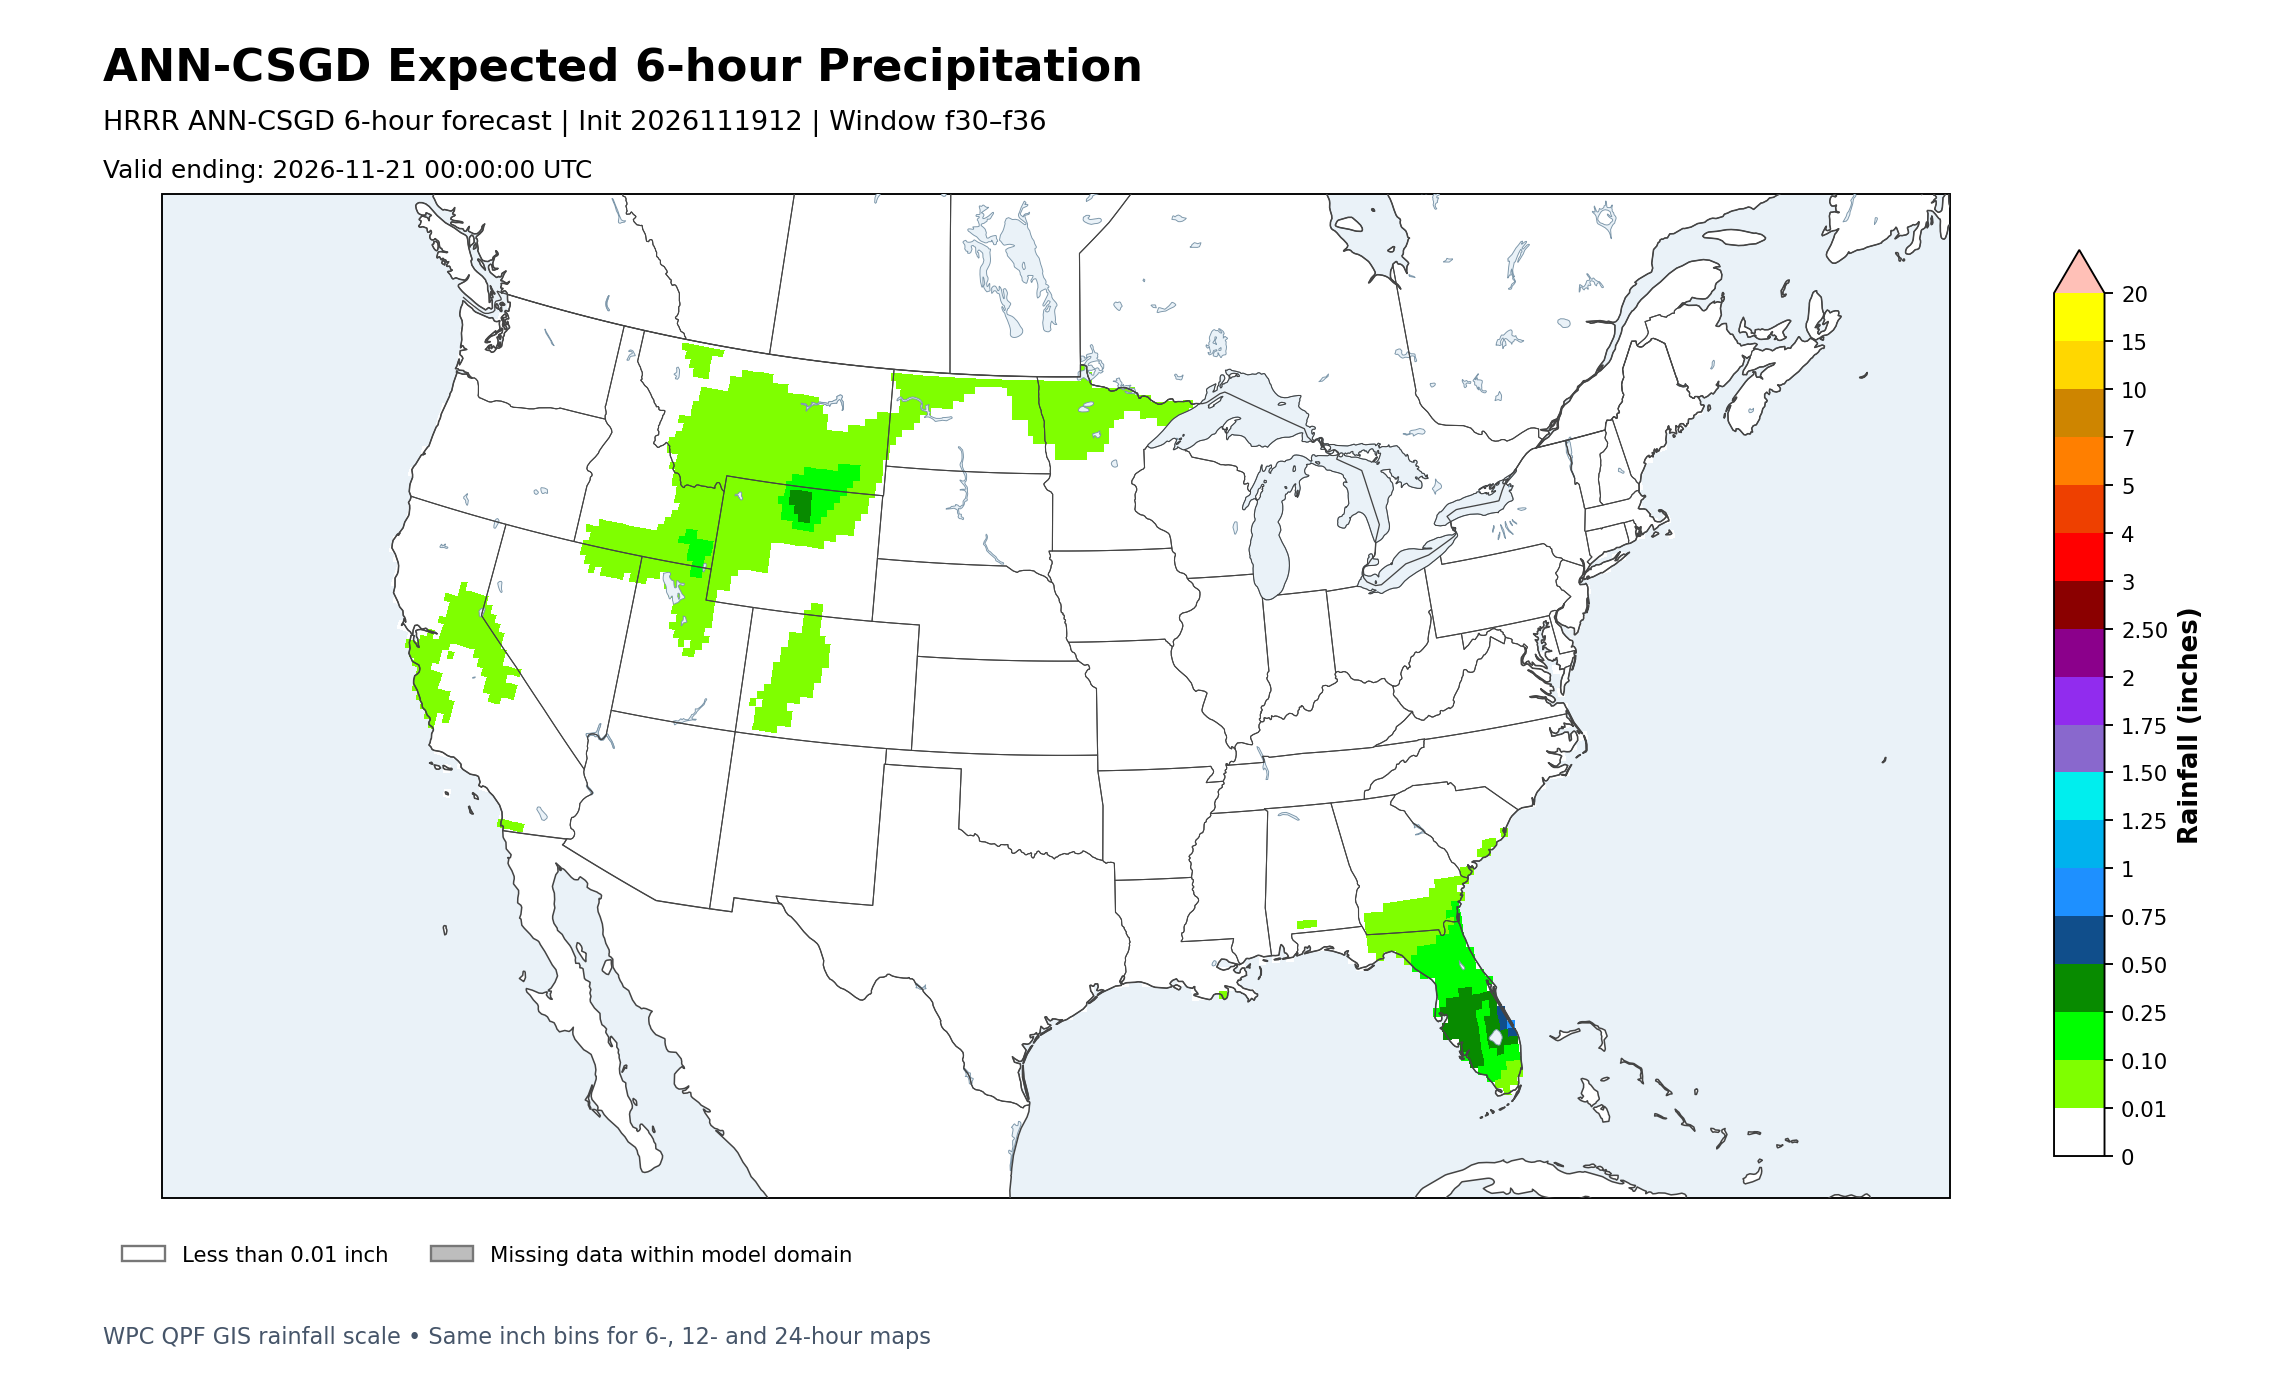 ANN-CSGD Expected 6-hour Precipitation
HRRR ANN-CSGD 6-hour forecast | Init 2026111912 | Window f30–f36
Valid ending: 2026-11-21 00:00:00 UTC
20
15
10
7
5
4
3
2.50
2
1.75
1.50
1.25
1
0.75
0.50
0.25
0.10
0.01
0
Rainfall (inches)
Less than 0.01 inch
Missing data within model domain
WPC QPF GIS rainfall scale • Same inch bins for 6-, 12- and 24-hour maps